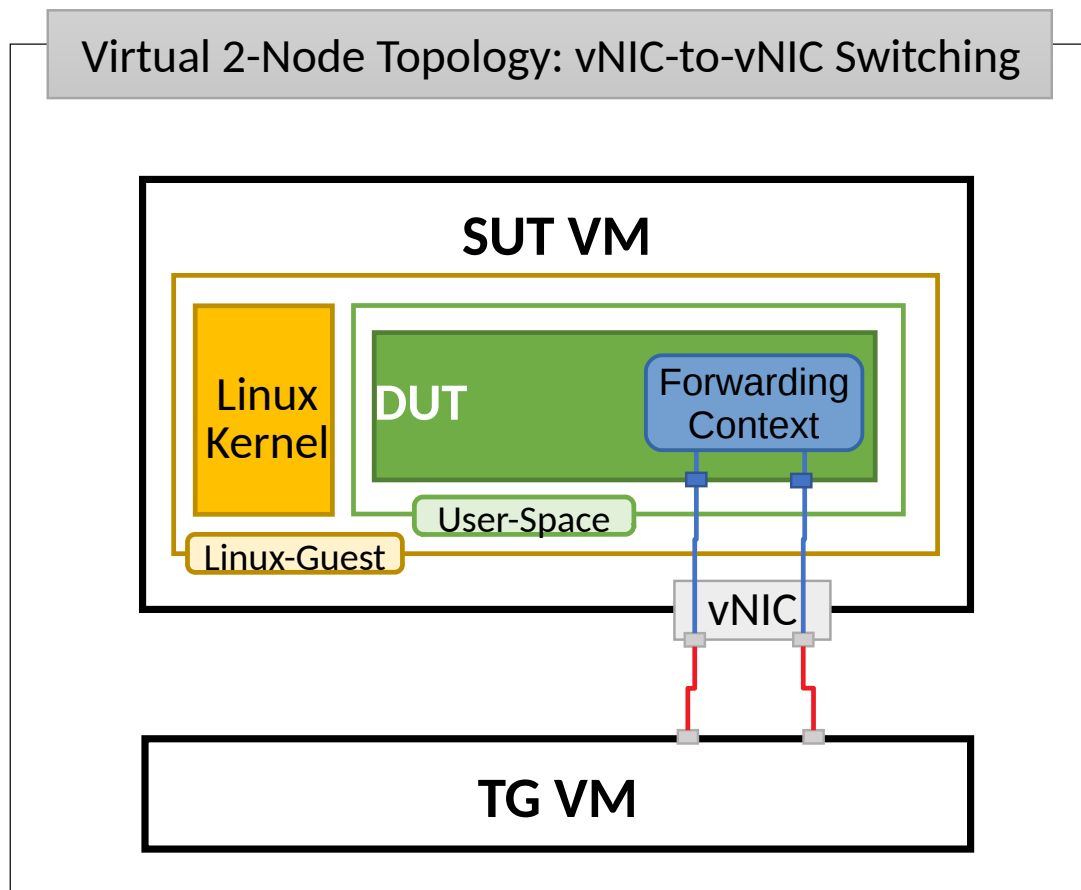 Virtual 2-Node Topology: vNIC-to-vNIC Switching
SUT VM
Linux
Kernel
DUT
Forwarding
Context
User-Space
Linux-Guest
vNIC
TG VM